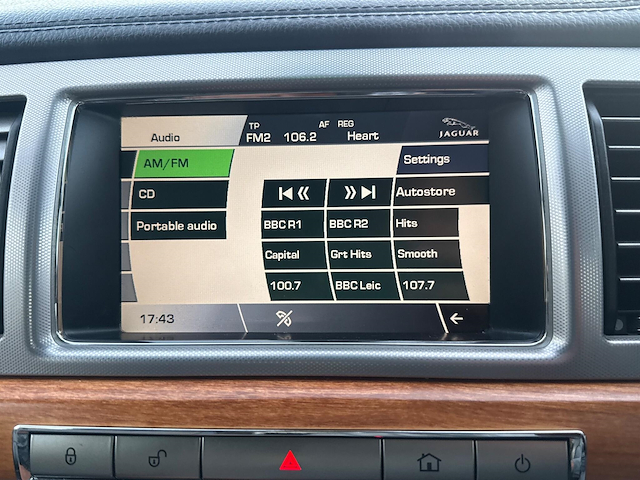 Audio
TP AF REG
FM2 106.2 Heart
JAGUAR
AM/FM
Settings
CD
Autostore
Portable audio
BBC R1 BBC R2 Hits
Capital Grt Hits Smooth
100.7 BBC Leic 107.7
17:43